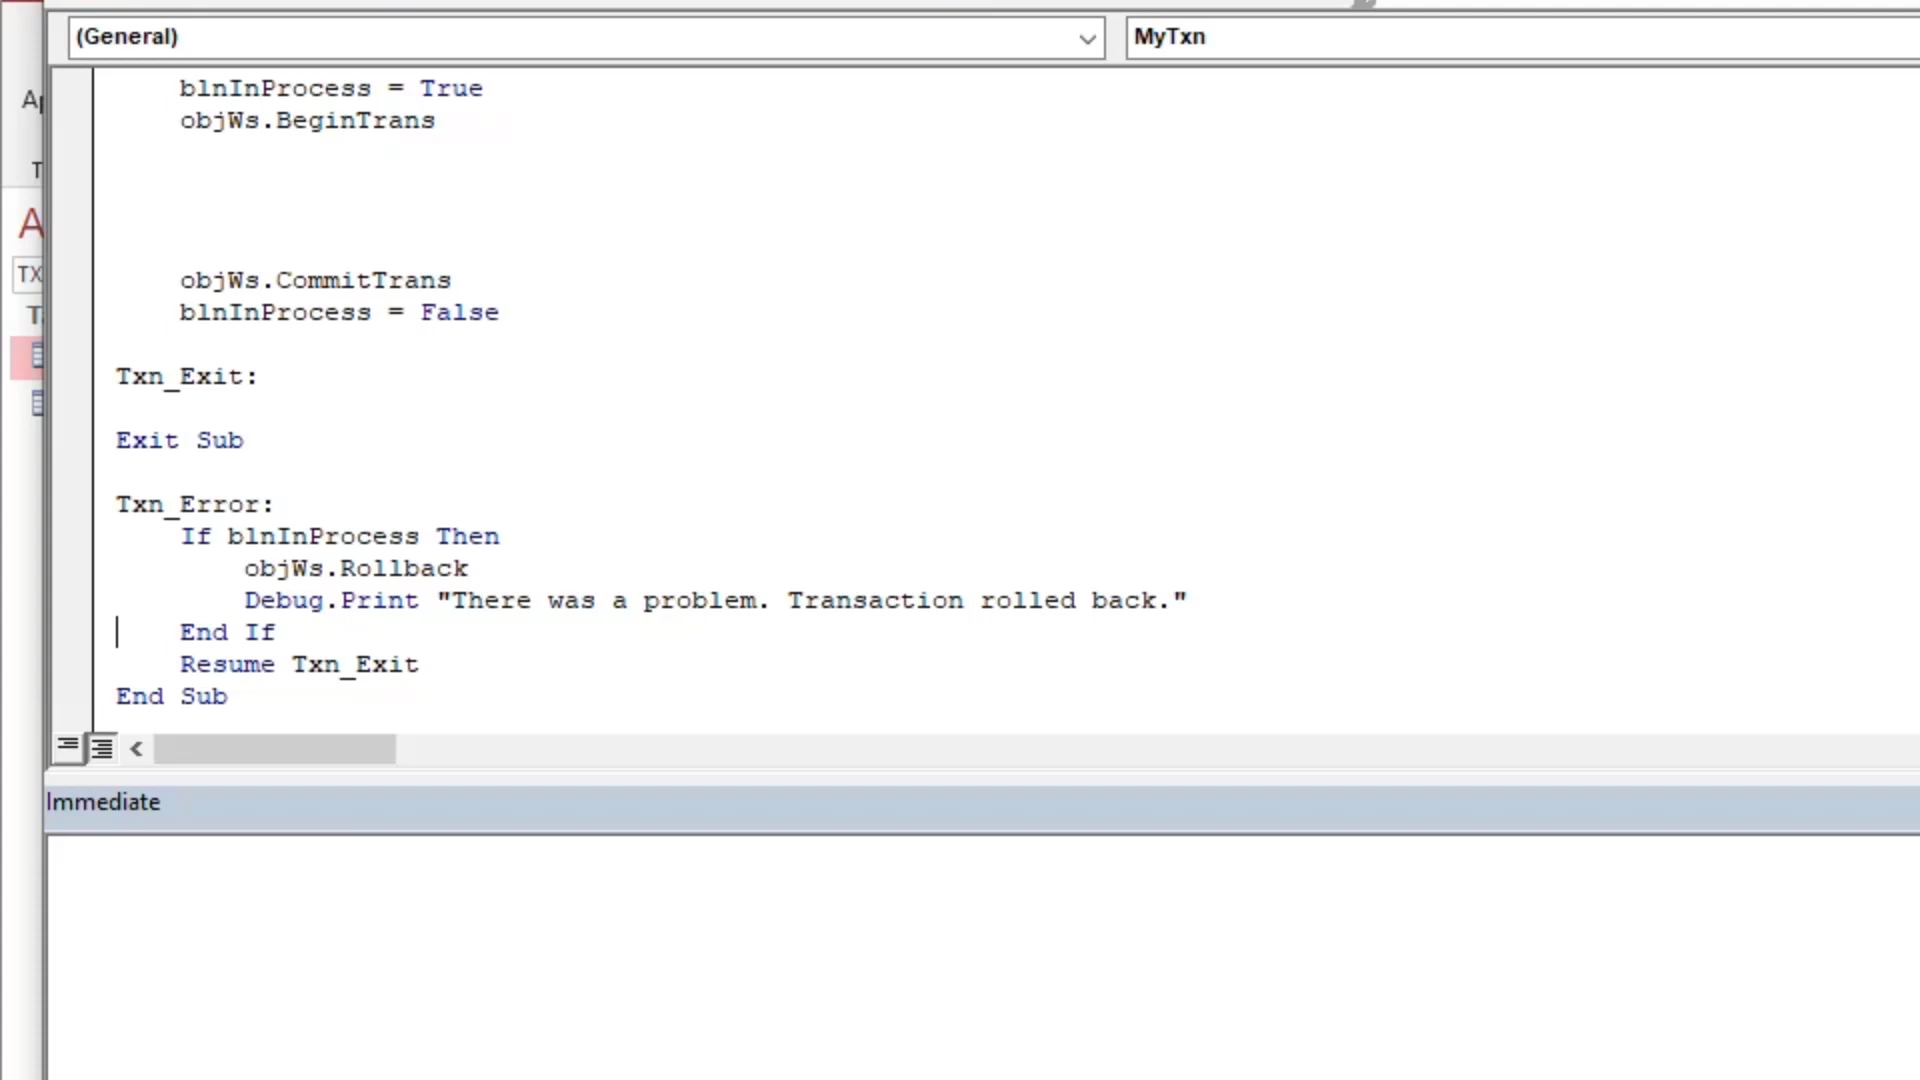 (General)
MyTxn
blnInProcess = True
objWs.BeginTrans
objWs.CommitTrans
blnInProcess = False
Txn_Exit:
Exit Sub
Txn_Error:
If blnInProcess Then
objWs.Rollback
Debug.Print "There was a problem. Transaction rolled back."
End If
Resume Txn_Exit
End Sub
Immediate